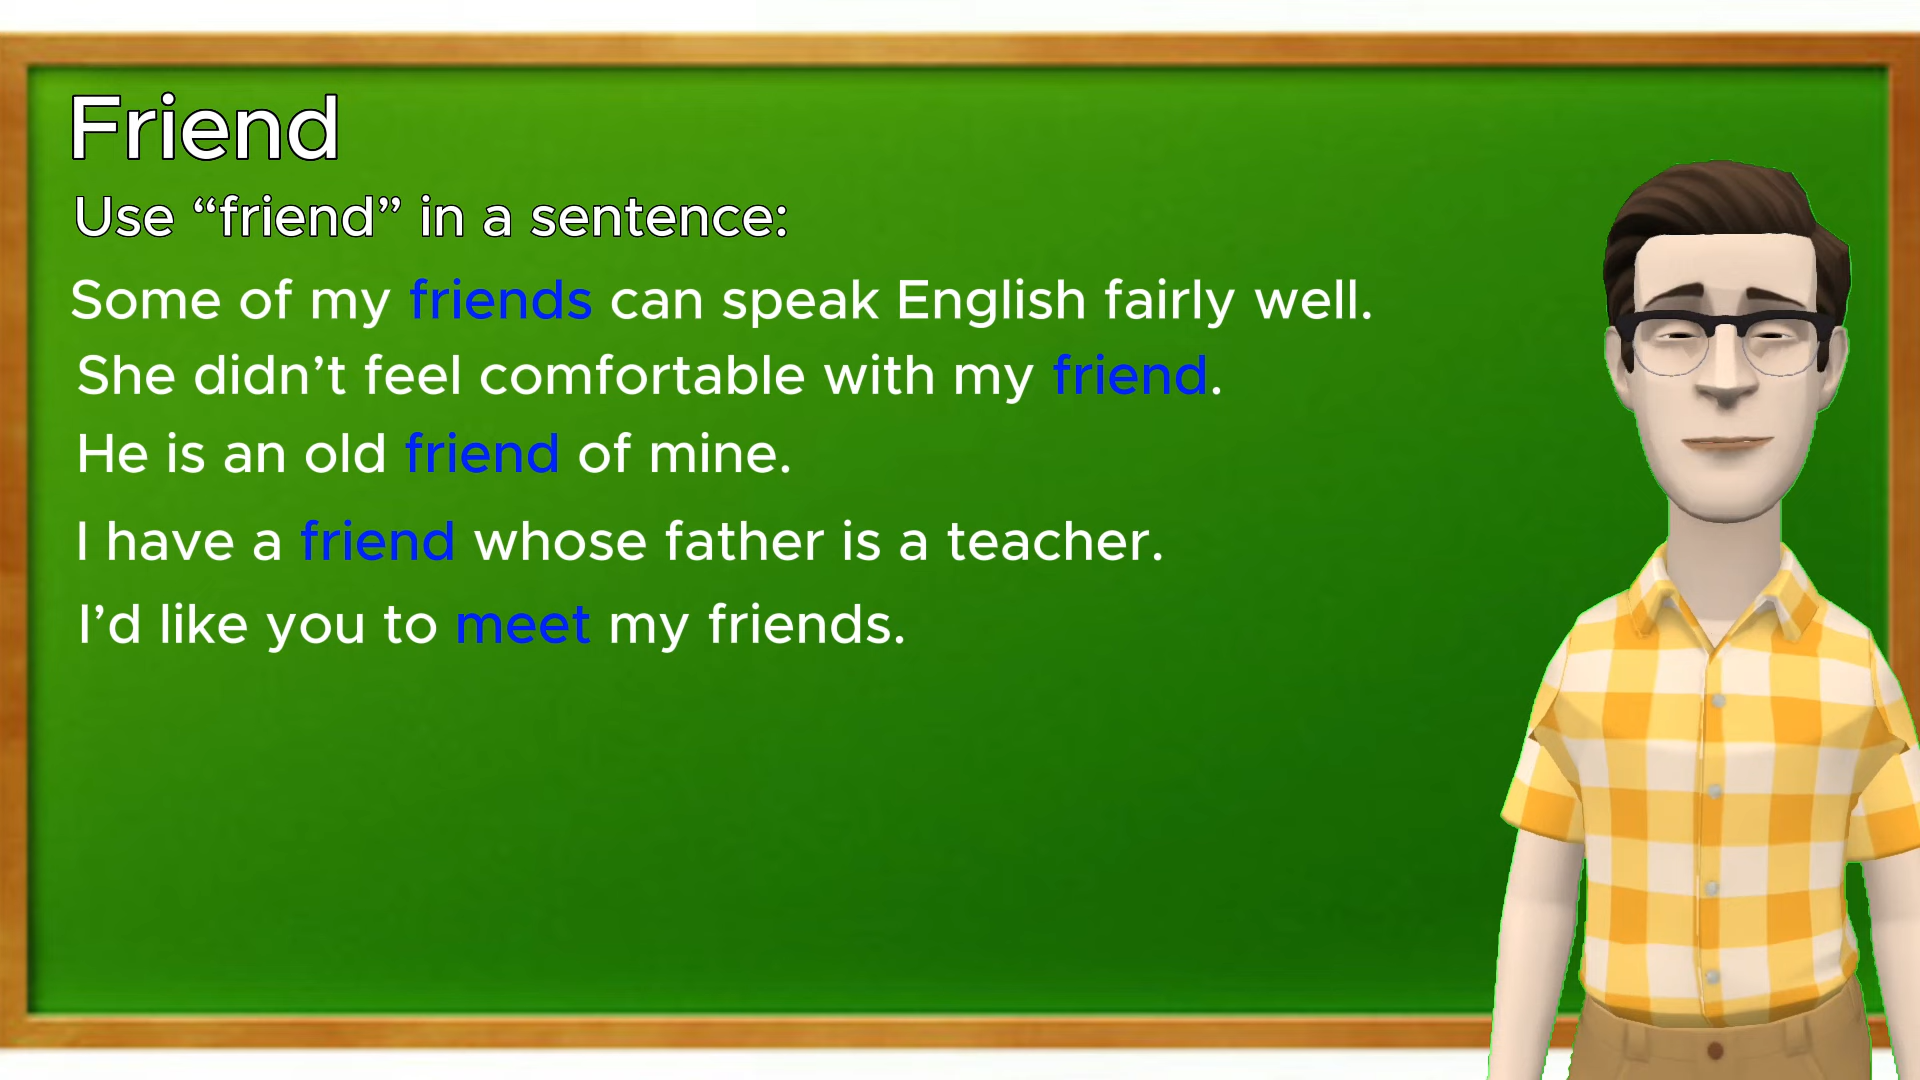 Friend
Use “friend” in a sentence:
Some of my friends can speak English fairly well.
She didn’t feel comfortable with my friend.
He is an old friend of mine.
I have a friend whose father is a teacher.
I’d like you to meet my friends.